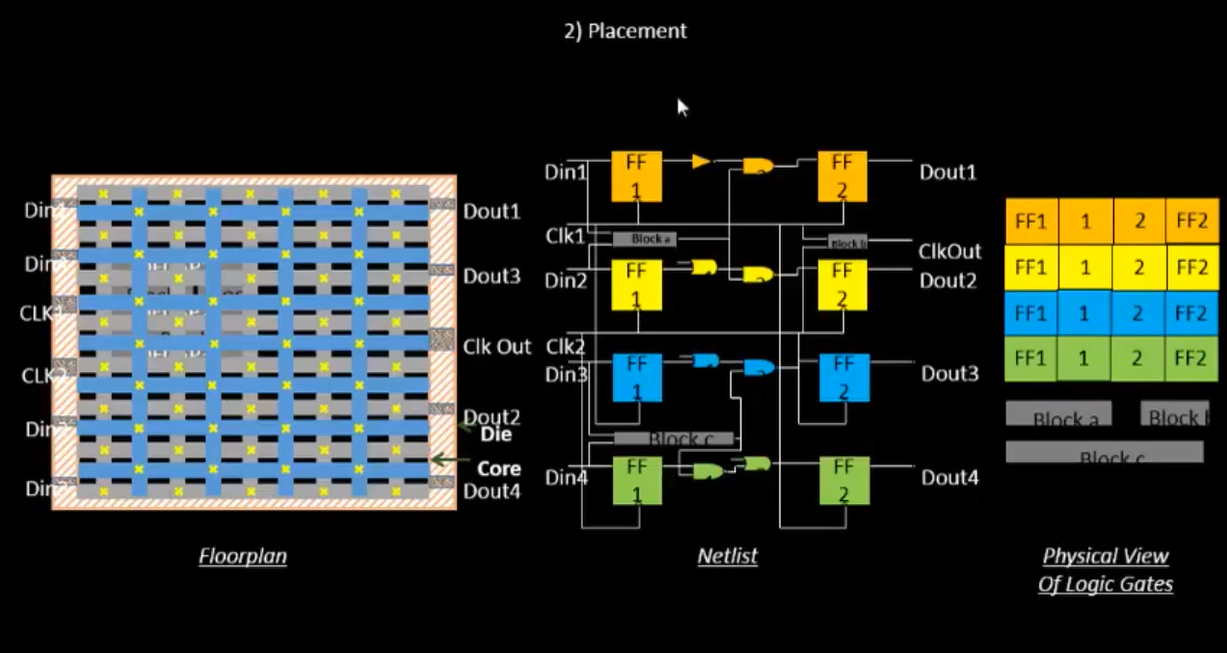 2) Placement
Din1
Din2
CLK1
CLK2
Din3
Din4
Dout1
Dout3
Clk Out
Dout2
Die
Core
Dout4
Floorplan
Din1
FF
1
2
FF
2
Dout1
Clk1
Block a
Block b
ClkOut
Din2
FF
1
FF
2
Dout2
Clk2
Din3
FF
1
2
FF
2
Dout3
Block c
Din4
FF
1
FF
2
Dout4
Netlist
FF1 1 2 FF2
FF1 1 2 FF2
FF1 1 2 FF2
FF1 1 2 FF2
Block a Block b
Block c
Physical View
Of Logic Gates